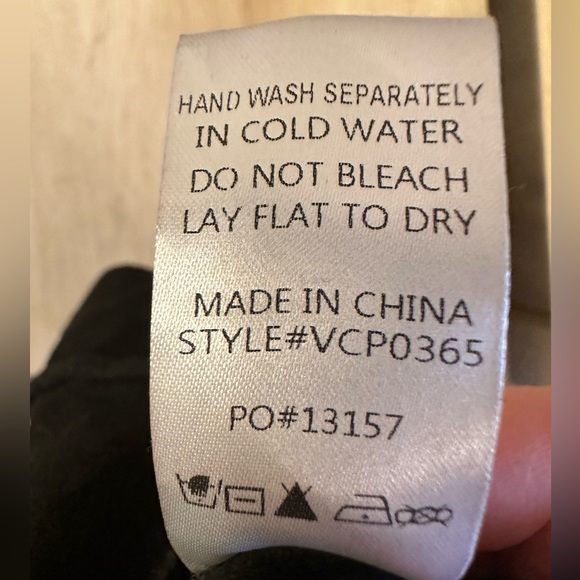 HAND WASH SEPARATELY
IN COLD WATER
DO NOT BLEACH
LAY FLAT TO DRY
MADE IN CHINA
STYLE#VCP0365
PO#13157